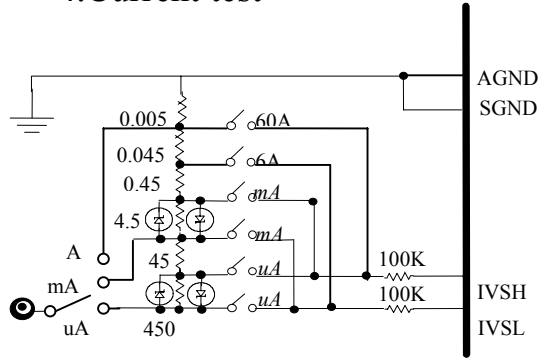 4.Current test
AGND
SGND
0.005
60A
0.045
6A
0.45
mA
4.5
mA
A
45
uA
100K
mA
IVSH
uA
450
uA
100K
IVSL